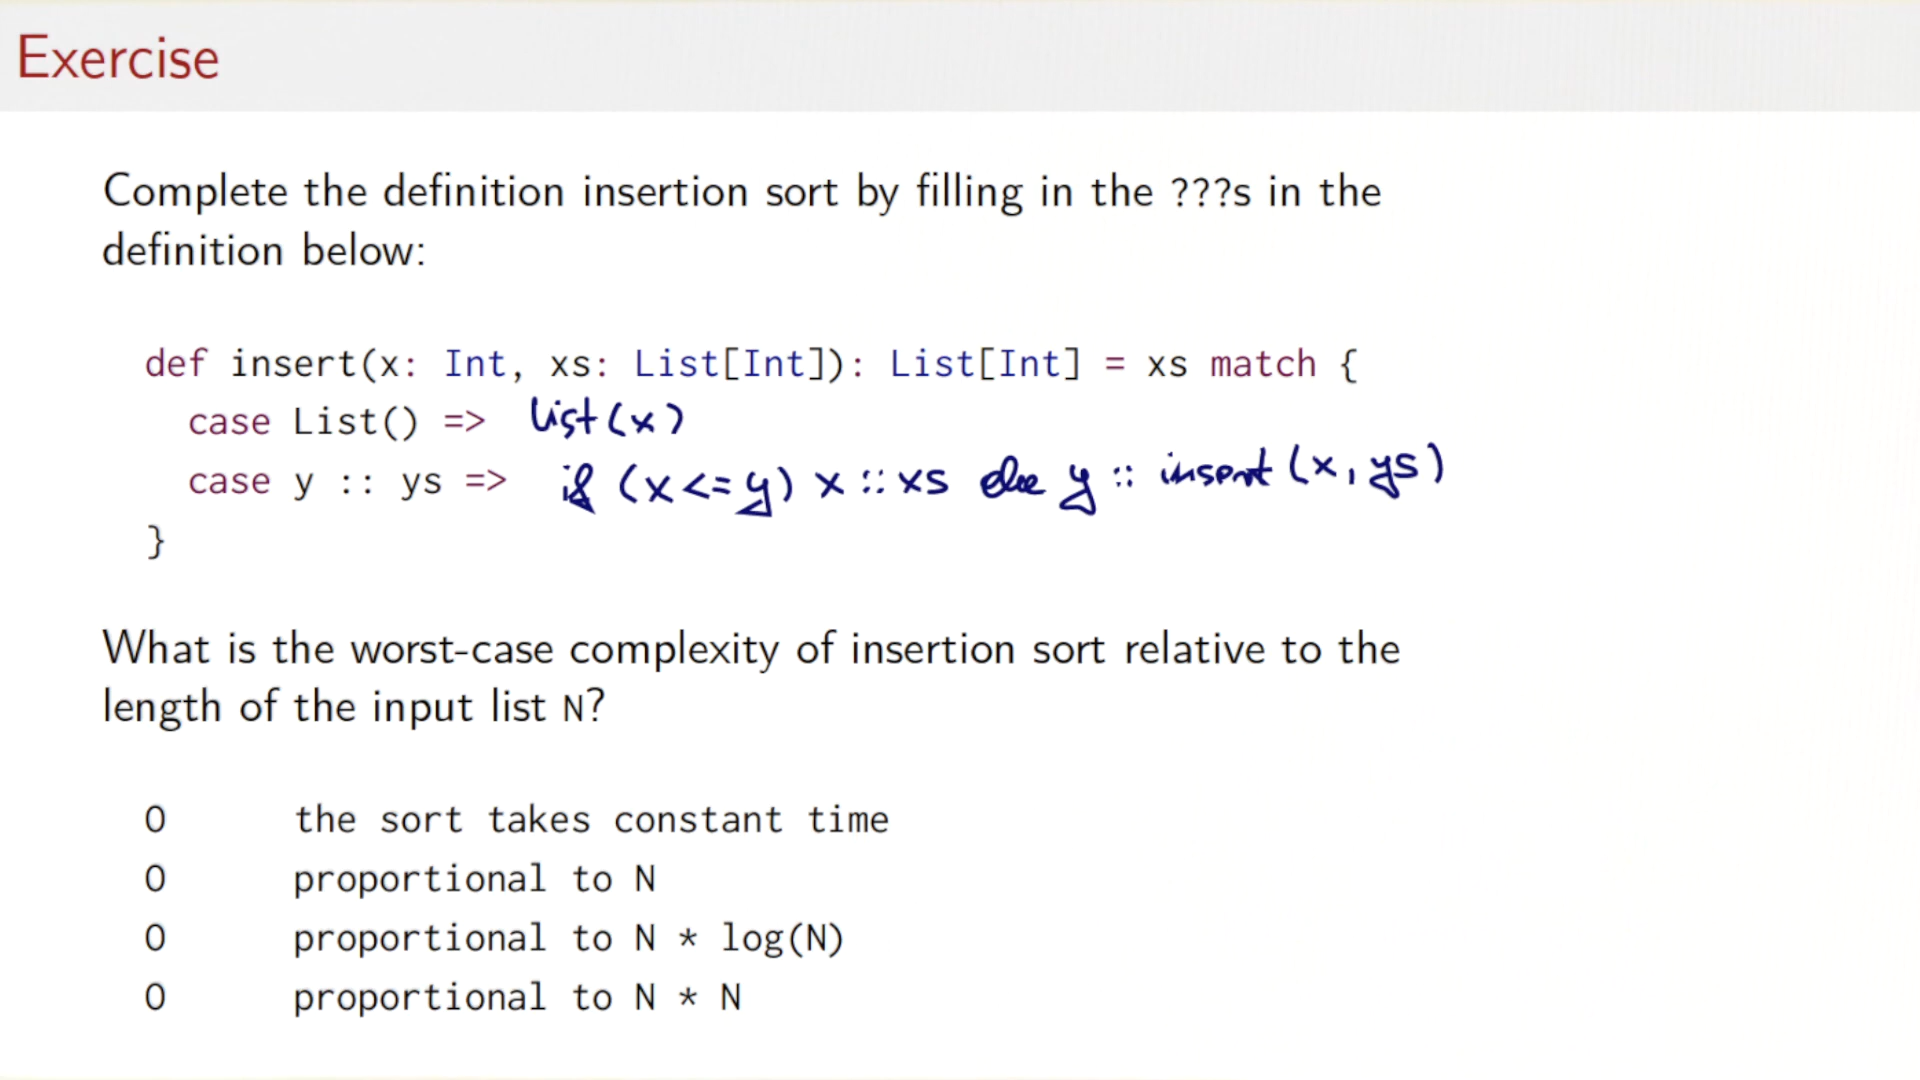 Exercise
Complete the definition insertion sort by filling in the ???s in the
definition below:
def insert(x: Int, xs: List[Int]): List[Int] = xs match {
case List() => list(x)
case y :: ys => if (x<=y) x :: xs else y :: insert (x, ys)
}
What is the worst-case complexity of insertion sort relative to the
length of the input list N?
O the sort takes constant time
O proportional to N
O proportional to N * log(N)
O proportional to N * N